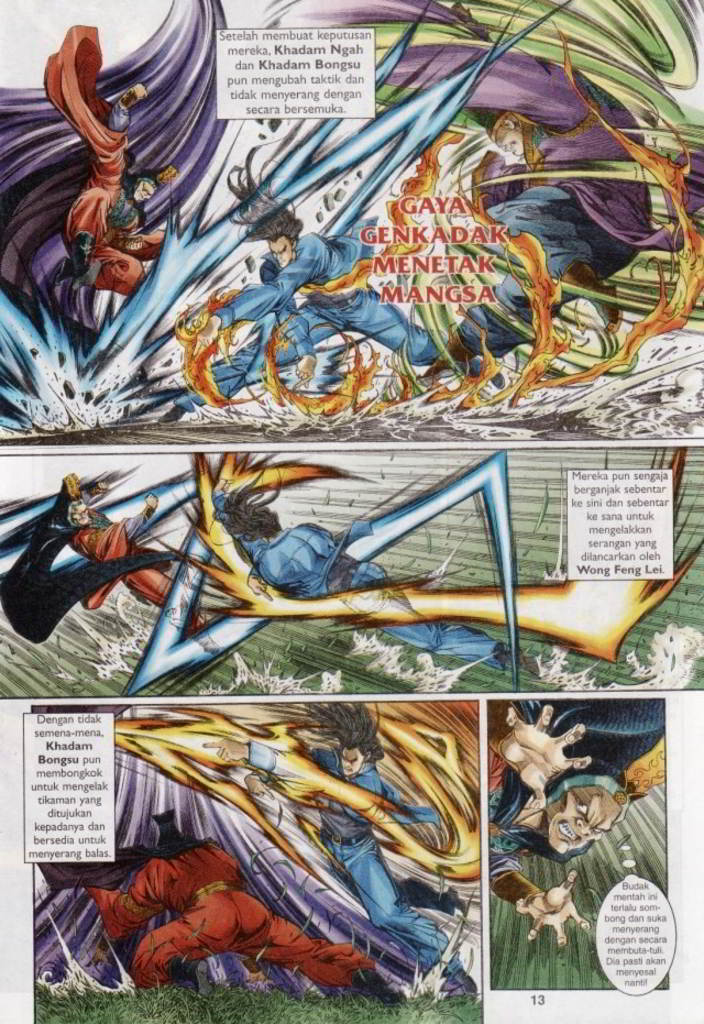 Setelah membuat keputusan
mereka, Khadam Ngah
dan Khadam Bongsu
pun mengubah taktik dan
tidak menyerang dengan
secara bersemuka.
GAYA
GENKADAK
MENETAK
MANGSA
Mereka pun sengaja
berganjak sebentar
ke sini dan sebentar
ke sana untuk
mengelakkan
serangan yang
dilancarkan oleh
Wong Feng Lei.
Dengan tidak
semena-mena,
Khadam
Bongsu pun
membongkok
untuk mengelak
tikaman yang
ditujukan
kepadanya dan
bersedia untuk
menyerang balas.
Budak
mentah ini
terlalu som-
bong dan suka
menyerang
dengan secara
membuta-tuli.
Dia pasti akan
menyesal
nanti!
13